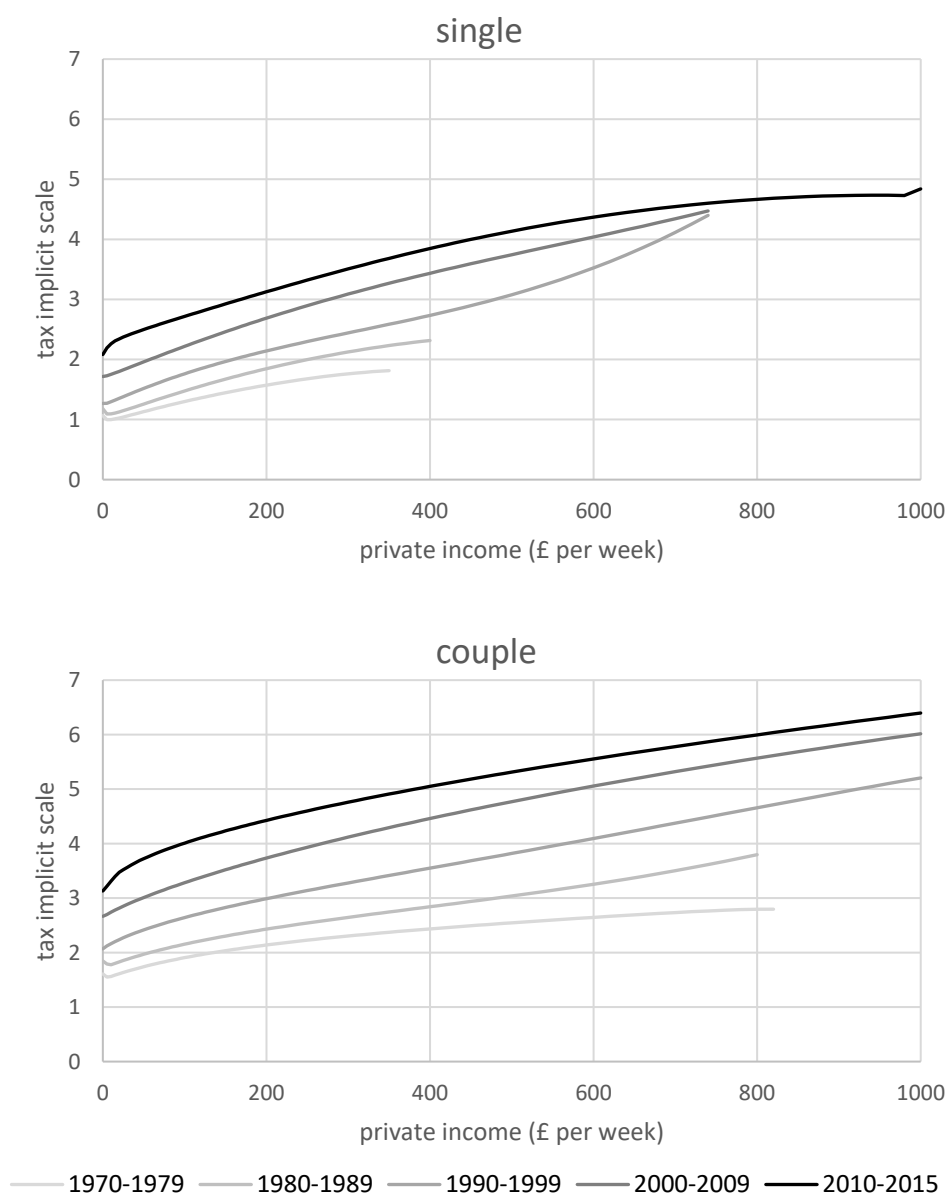 single
7
6
5
4
3
2
1
0
tax implicit scale
0 200 400 600 800 1000
private income (£ per week)
couple
7
6
5
4
3
2
1
0
tax implicit scale
0 200 400 600 800 1000
private income (£ per week)
1970-1979 1980-1989 1990-1999 2000-2009 2010-2015